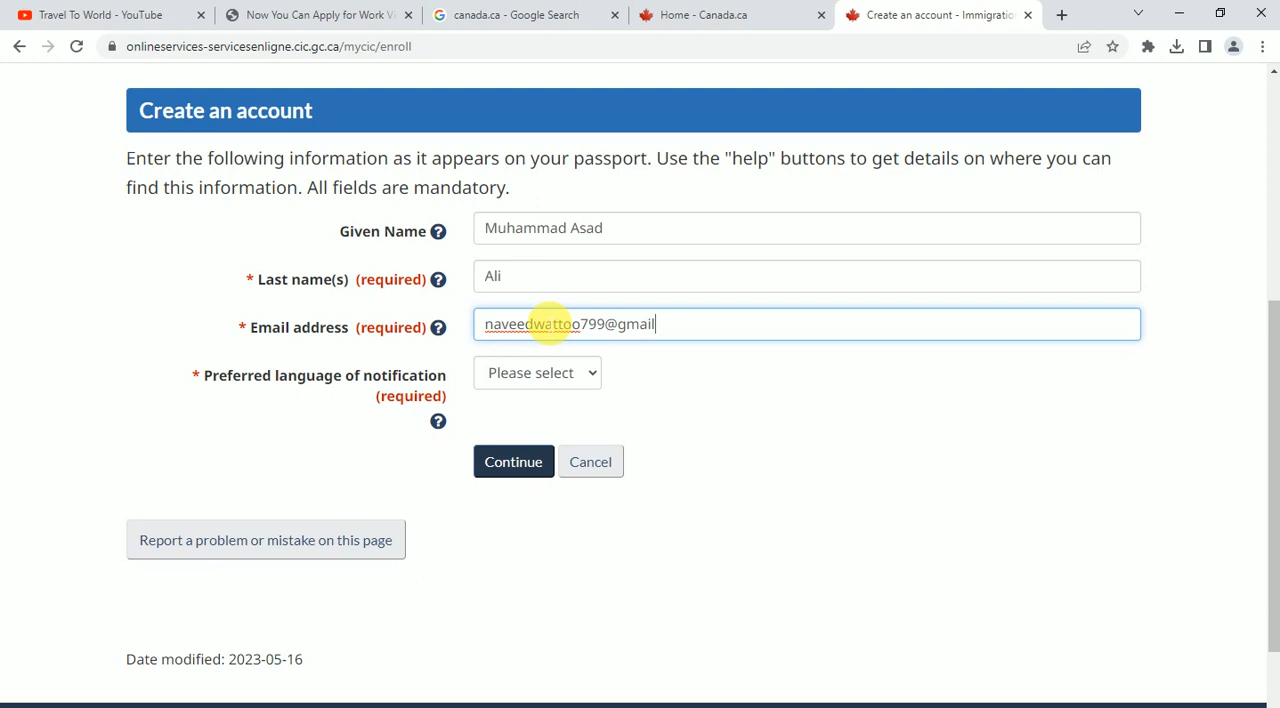 Travel To World - YouTube
Now You Can Apply for Work Vi
canada.ca - Google Search
Home - Canada.ca
Create an account - Immigratio
onlineservices-servicesenligne.cic.gc.ca/mycic/enroll
Create an account
Enter the following information as it appears on your passport. Use the "help" buttons to get details on where you can
find this information. All fields are mandatory.
Given Name ?
Muhammad Asad
* Last name(s) (required) ?
Ali
* Email address (required) ?
naveedwattoo799@gmail
* Preferred language of notification
(required)
?
Please select
Continue
Cancel
Report a problem or mistake on this page
Date modified: 2023-05-16